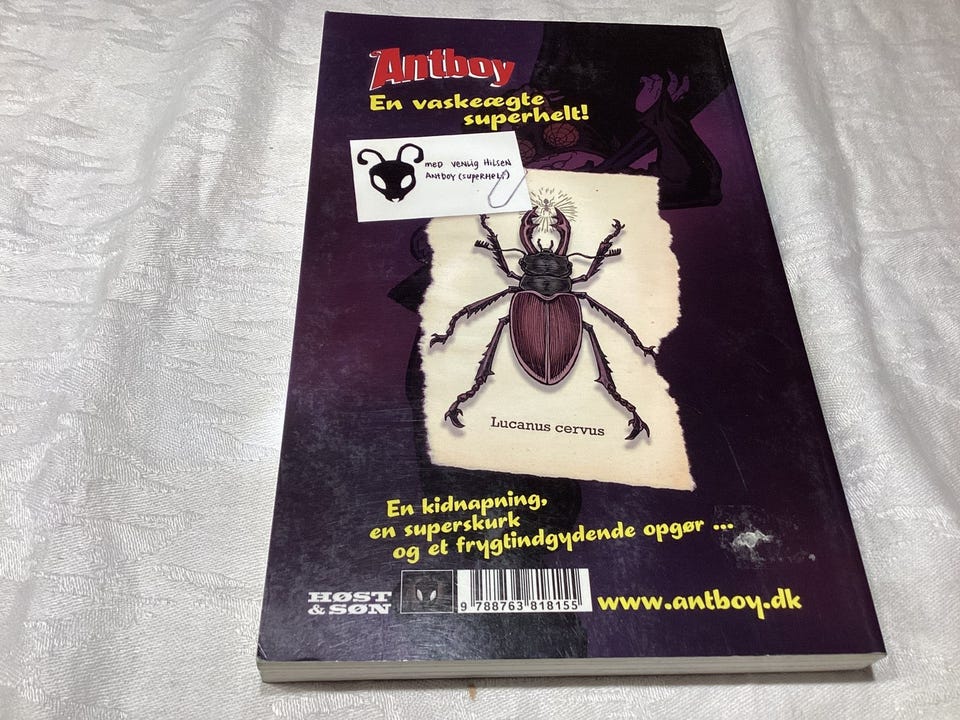 Antboy
En vaskeægte
superhelt!
MED VENLIG HILSEN
ANTBOY (SUPERHELT)
Lucanus cervus
En kidnapning,
en superskurk
og et frygtindgydende opgør ...
HØST
& SØN
9 788763 818155
www.antboy.dk